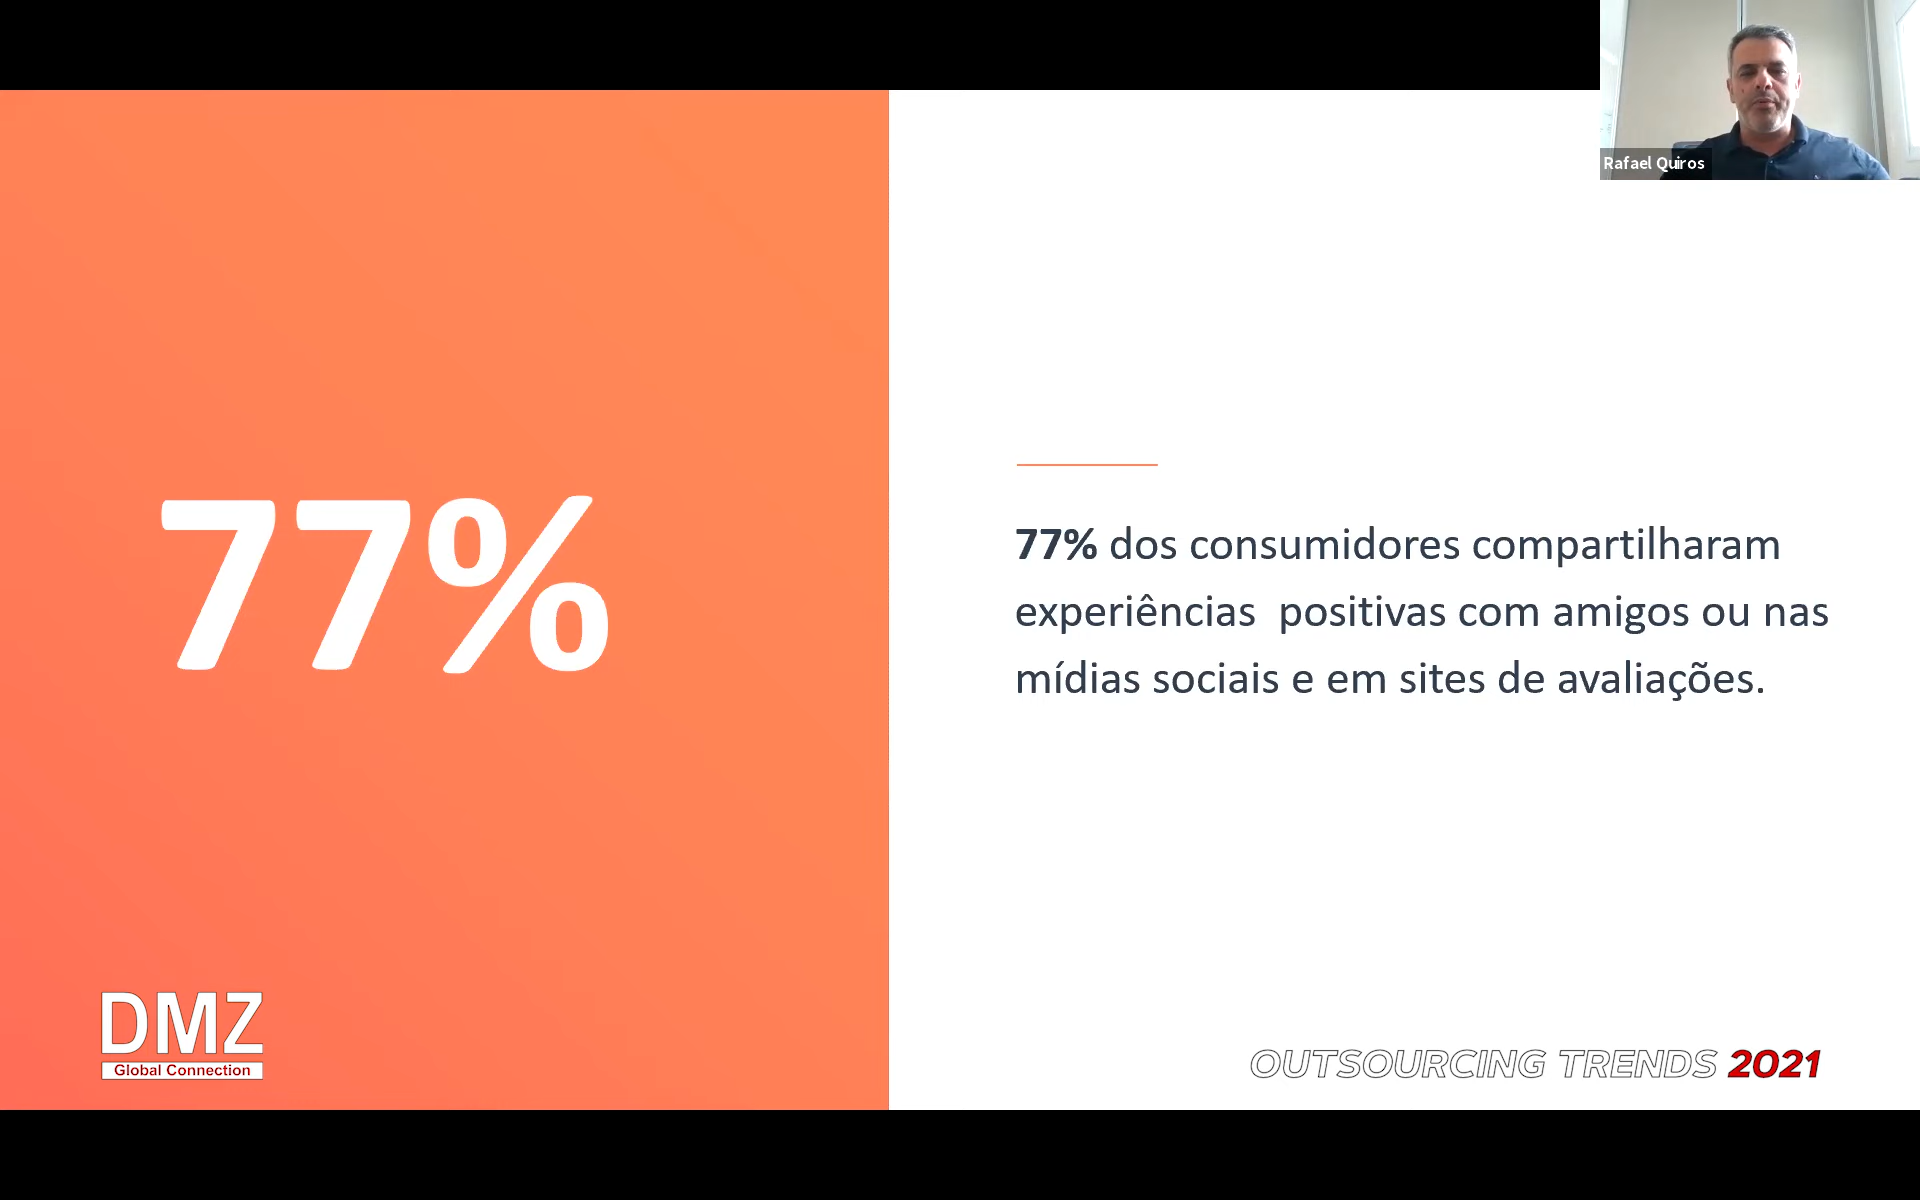 Rafael Quiros
77%
77% dos consumidores compartilharam
experiências  positivas com amigos ou nas
mídias sociais e em sites de avaliações.
DMZ
Global Connection
OUTSOURCING TRENDS 2021